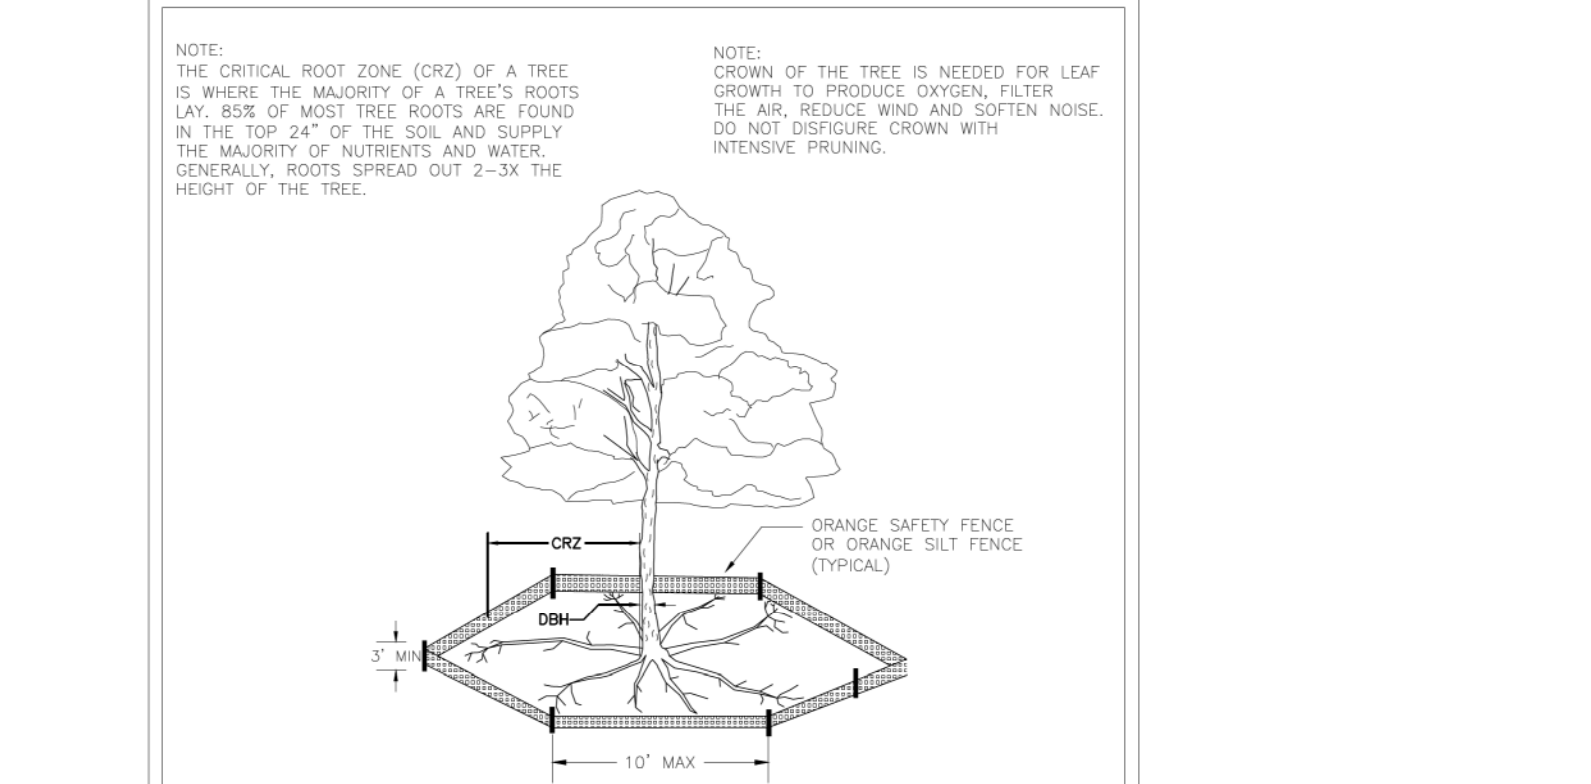 NOTE:
THE CRITICAL ROOT ZONE (CRZ) OF A TREE
IS WHERE THE MAJORITY OF A TREE'S ROOTS
LAY. 85% OF MOST TREE ROOTS ARE FOUND
IN THE TOP 24" OF THE SOIL AND SUPPLY
THE MAJORITY OF NUTRIENTS AND WATER.
GENERALLY, ROOTS SPREAD OUT 2-3X THE
HEIGHT OF THE TREE.
NOTE:
CROWN OF THE TREE IS NEEDED FOR LEAF
GROWTH TO PRODUCE OXYGEN, FILTER
THE AIR, REDUCE WIND AND SOFTEN NOISE.
DO NOT DISFIGURE CROWN WITH
INTENSIVE PRUNING.
ORANGE SAFETY FENCE
OR ORANGE SILT FENCE
(TYPICAL)
CRZ
DBH
3' MIN
10' MAX